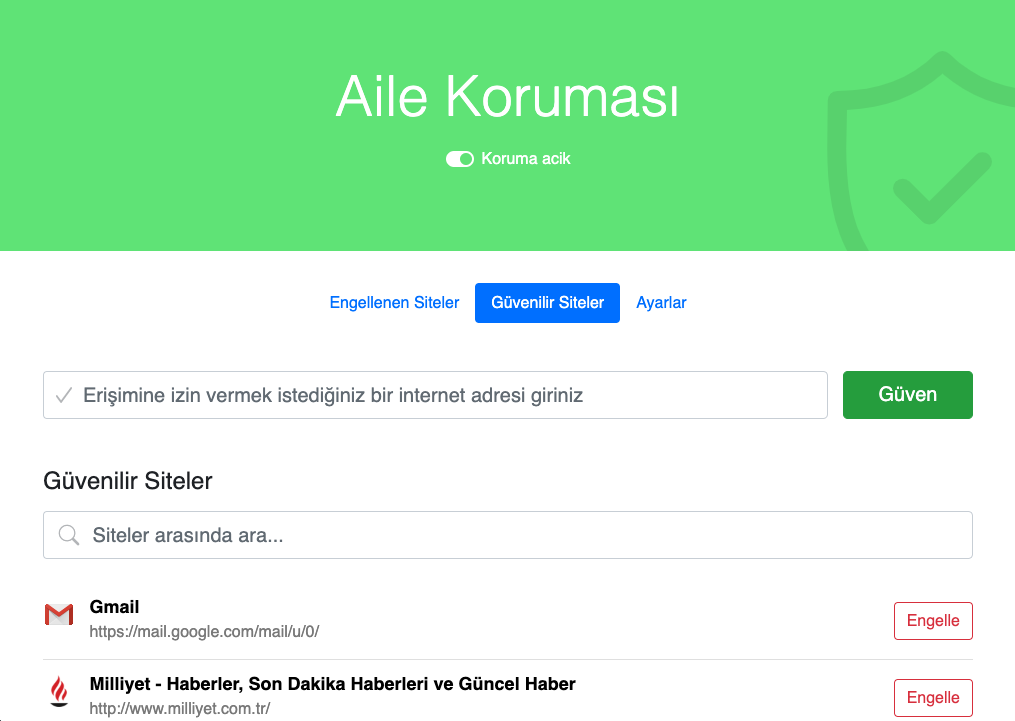 Aile Koruması
Koruma acik
Engellenen Siteler
Güvenilir Siteler
Ayarlar
Erişimine izin vermek istediğiniz bir internet adresi giriniz
Güven
Güvenilir Siteler
Siteler arasında ara...
Gmail
https://mail.google.com/mail/u/0/
Engelle
Milliyet - Haberler, Son Dakika Haberleri ve Güncel Haber
http://www.milliyet.com.tr/
Engelle